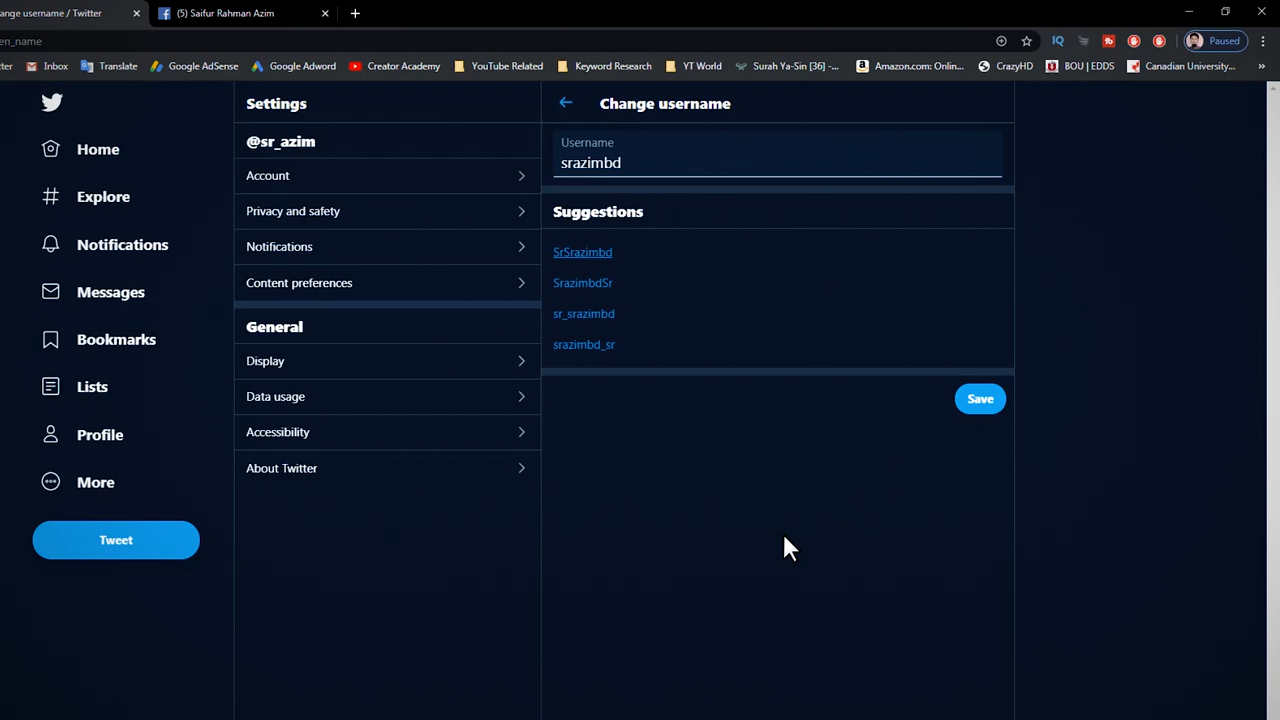 ange username / Twitter
(5) Saifur Rahman Azim
en_name
Paused
tter
Inbox
Translate
Google AdSense
Google Adword
Creator Academy
YouTube Related
Keyword Research
YT World
Surah Ya-Sin [36] -...
Amazon.com: Onlin...
CrazyHD
BOU | EDDS
Canadian University...
»
Home
Explore
Notifications
Messages
Bookmarks
Lists
Profile
More
Tweet
Settings
@sr_azim
Account
Privacy and safety
Notifications
Content preferences
General
Display
Data usage
Accessibility
About Twitter
Change username
Username
srazimbd
Suggestions
SrSrazimbd
SrazimbdSr
sr_srazimbd
srazimbd_sr
Save